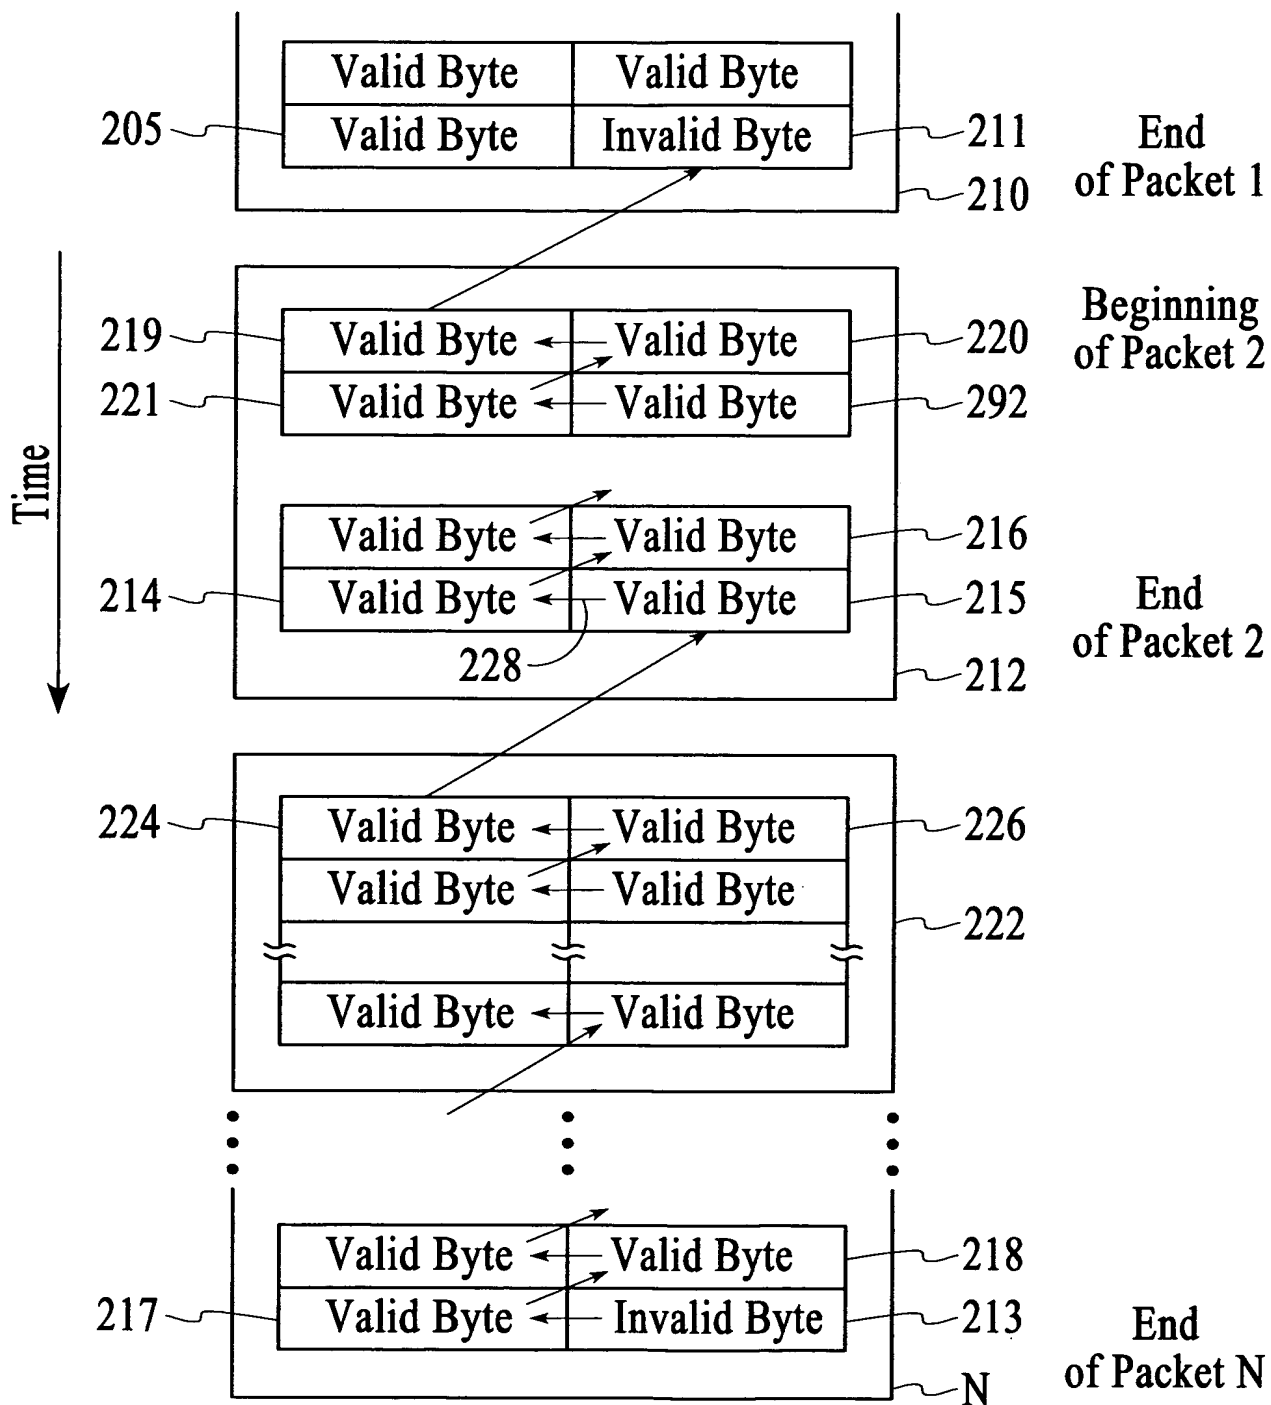 Valid Byte Valid Byte
205 Valid Byte Invalid Byte 211 End
210 of Packet 1
Beginning
219 Valid Byte Valid Byte 220 of Packet 2
221 Valid Byte Valid Byte 292
Time
Valid Byte Valid Byte 216
214 Valid Byte Valid Byte 215 End
228 212 of Packet 2
224 Valid Byte Valid Byte 226
Valid Byte Valid Byte
222
Valid Byte Valid Byte
Valid Byte Valid Byte 218
217 Valid Byte Invalid Byte 213 End
N of Packet N